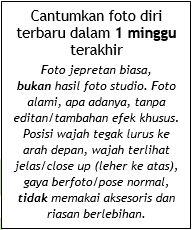 Cantumkan foto diri
terbaru dalam 1 minggu
terakhir
Foto jepretan biasa,
bukan hasil foto studio. Foto
alami, apa adanya, tanpa
editan/tambahan efek khusus.
Posisi wajah tegak lurus ke
arah depan, wajah terlihat
jelas/close up (leher ke atas),
gaya berfoto/pose normal,
tidak memakai aksesoris dan
riasan berlebihan.